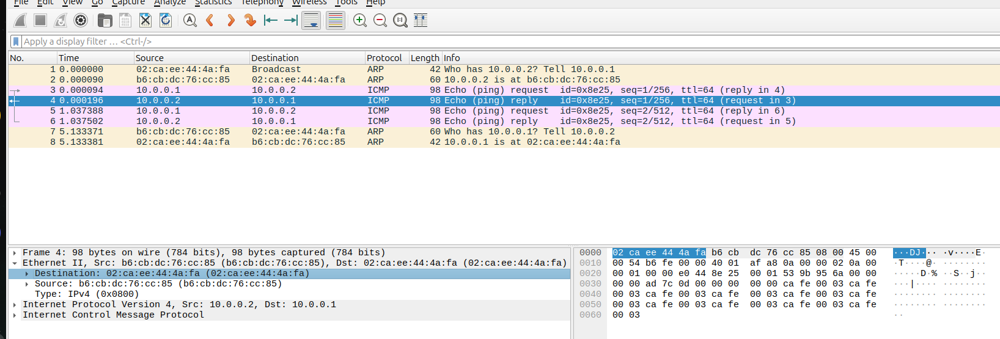 File Edit View Go Capture Analyze Statistics Telephony Wireless Tools Help
Apply a display filter … <Ctrl-/>
No. Time Source Destination Protocol Length Info
1 0.000000 02:ca:ee:44:4a:fa Broadcast ARP 42 Who has 10.0.0.2? Tell 10.0.0.1
2 0.000090 b6:cb:dc:76:cc:85 02:ca:ee:44:4a:fa ARP 60 10.0.0.2 is at b6:cb:dc:76:cc:85
3 0.000094 10.0.0.1 10.0.0.2 ICMP 98 Echo (ping) request id=0x8e25, seq=1/256, ttl=64 (reply in 4)
4 0.000196 10.0.0.2 10.0.0.1 ICMP 98 Echo (ping) reply id=0x8e25, seq=1/256, ttl=64 (request in 3)
5 1.037388 10.0.0.1 10.0.0.2 ICMP 98 Echo (ping) request id=0x8e25, seq=2/512, ttl=64 (reply in 6)
6 1.037502 10.0.0.2 10.0.0.1 ICMP 98 Echo (ping) reply id=0x8e25, seq=2/512, ttl=64 (request in 5)
7 5.133371 b6:cb:dc:76:cc:85 02:ca:ee:44:4a:fa ARP 60 Who has 10.0.0.1? Tell 10.0.0.2
8 5.133381 02:ca:ee:44:4a:fa b6:cb:dc:76:cc:85 ARP 42 10.0.0.1 is at 02:ca:ee:44:4a:fa
Frame 4: 98 bytes on wire (784 bits), 98 bytes captured (784 bits)
Ethernet II, Src: b6:cb:dc:76:cc:85 (b6:cb:dc:76:cc:85), Dst: 02:ca:ee:44:4a:fa (02:ca:ee:44:4a:fa)
Destination: 02:ca:ee:44:4a:fa (02:ca:ee:44:4a:fa)
Source: b6:cb:dc:76:cc:85 (b6:cb:dc:76:cc:85)
Type: IPv4 (0x0800)
Internet Protocol Version 4, Src: 10.0.0.2, Dst: 10.0.0.1
Internet Control Message Protocol
0000 02 ca ee 44 4a fa b6 cb dc 76 cc 85 08 00 45 00 ···DJ··· ·v····E·
0010 00 54 b6 fe 00 00 40 01 af a8 0a 00 00 02 0a 00 ·T····@· ········
0020 00 01 00 00 e0 44 8e 25 00 01 53 9b 95 6a 00 00 ·····D·% ··S··j··
0030 00 00 ad 7c 0d 00 00 00 00 00 ca fe 00 03 ca fe ···|···· ········
0040 00 03 ca fe 00 03 ca fe 00 03 ca fe 00 03 ca fe ········ ········
0050 00 03 ca fe 00 03 ca fe 00 03 ca fe 00 03 ca fe ········ ········
0060 00 03 ··